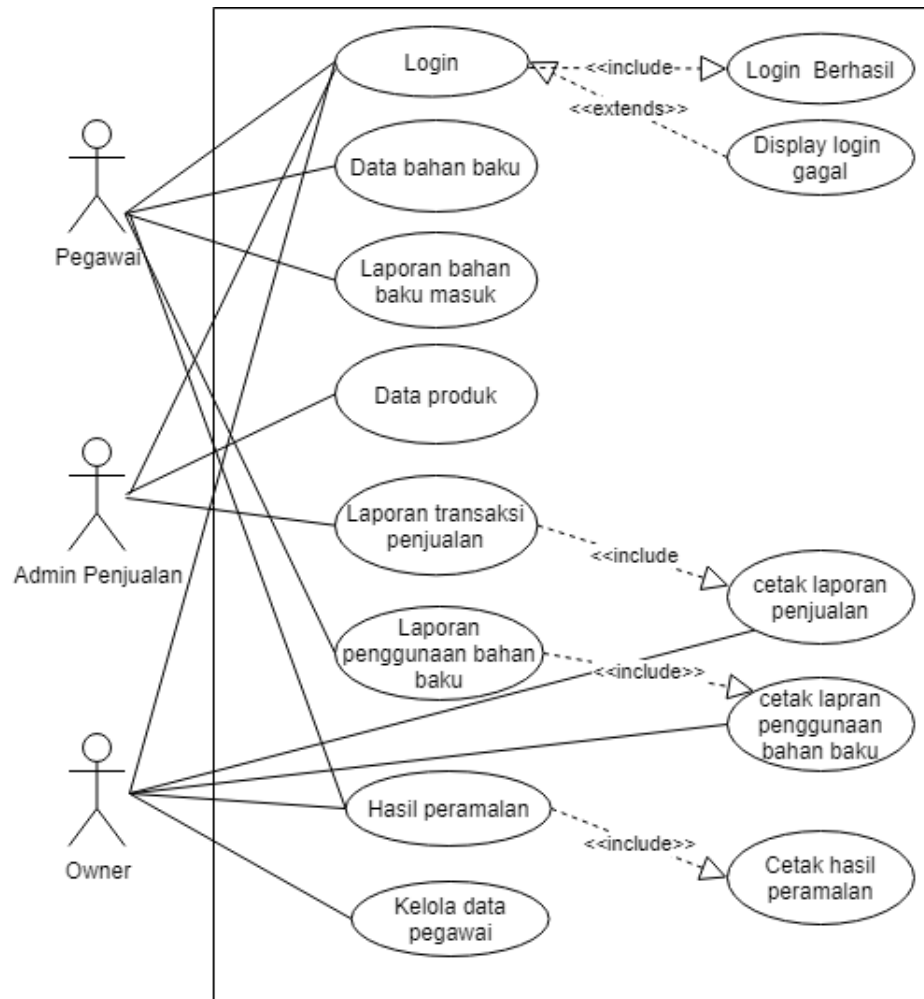 Login
<<include
Login  Berhasil
<<extends>>
Display login
gagal
Pegawai
Data bahan baku
Laporan bahan
baku masuk
Data produk
Admin Penjualan
Laporan transaksi
penjualan
<<include
cetak laporan
penjualan
Laporan
penggunaan bahan
baku
<<include>>
cetak lapran
penggunaan
bahan baku
Owner
Hasil peramalan
<<include>>
Cetak hasil
peramalan
Kelola data
pegawai